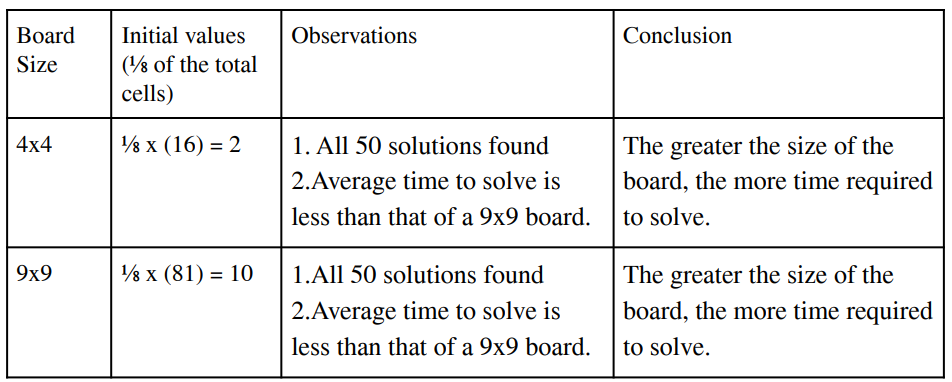 Board Size
Initial values (⅛ of the total cells)
Observations
Conclusion
4x4
⅛ x (16) = 2
1. All 50 solutions found
2.Average time to solve is
less than that of a 9x9 board.
The greater the size of the
board, the more time required
to solve.
9x9
⅛ x (81) = 10
1.All 50 solutions found
2.Average time to solve is
less than that of a 9x9 board.
The greater the size of the
board, the more time required
to solve.